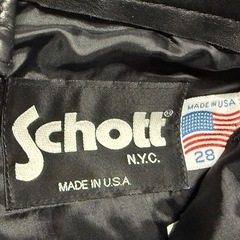 Schott®
N.Y.C.
MADE IN U.S.A.
MADE IN USA
28